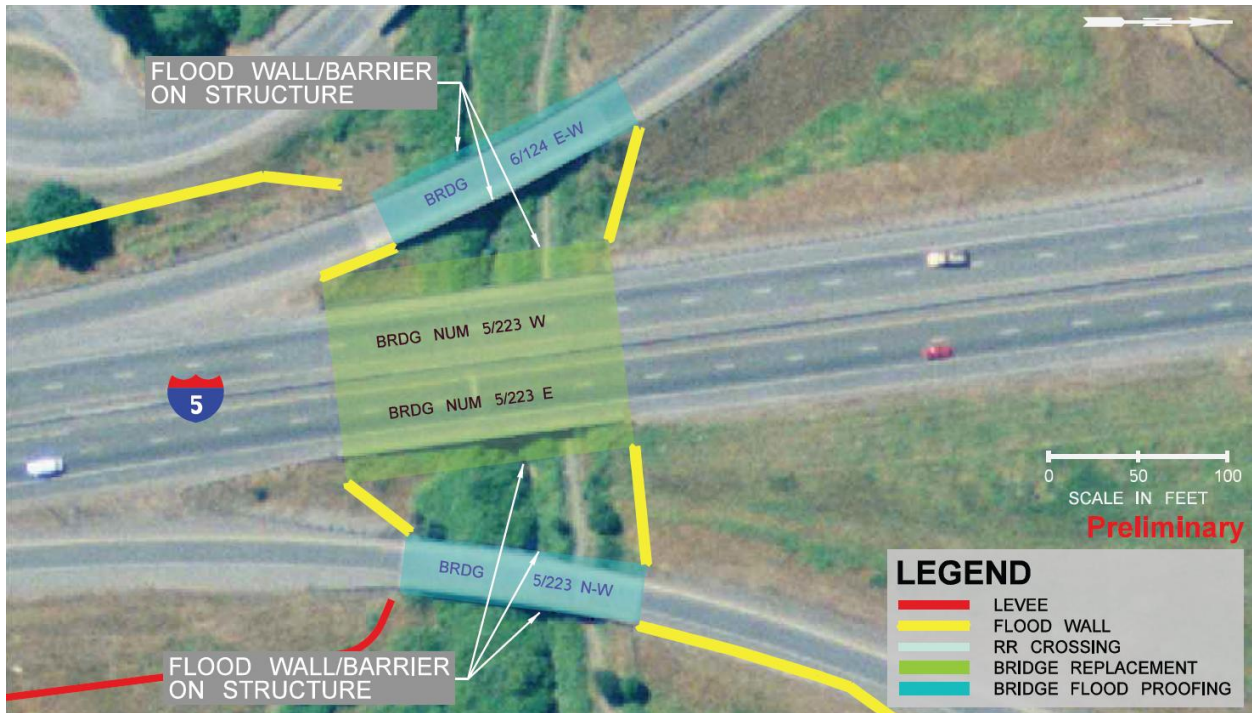 FLOOD WALL/BARRIER
ON STRUCTURE
BRDG 6/124 E-W
BRDG NUM 5/223 W
BRDG NUM 5/223 E
5
BRDG 5/223 N-W
FLOOD WALL/BARRIER
ON STRUCTURE
0 50 100
SCALE IN FEET
Preliminary
LEGEND
LEVEE
FLOOD WALL
RR CROSSING
BRIDGE REPLACEMENT
BRIDGE FLOOD PROOFING